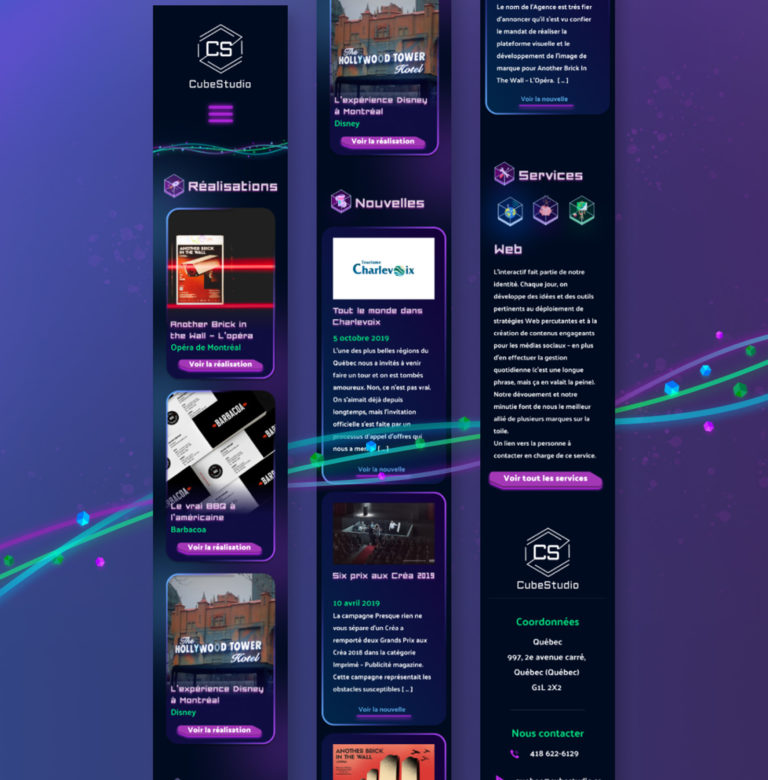 CS
CubeStudio
Réalisations
ANOTHER BRICK
IN THE WALL
Another Brick in
the Wall - L'opéra
Opéra de Montréal
Voir la réalisation
BARBACOA
BARBACOA
Le vrai BBQ à
l'américaine
Barbacoa
Voir la réalisation
The
HOLLYWOOD TOWER
Hotel
L'expérience Disney
à Montréal
Disney
Voir la réalisation
The
HOLLYWOOD TOWER
Hotel
L'expérience Disney
à Montréal
Disney
Voir la réalisation
Nouvelles
Tourisme
Charlevoix
Tout le monde dans
Charlevoix
5 octobre 2019
L'une des plus belles régions du
Québec nous a invités à venir
faire un tour et on est tombés
amoureux. Non, ce n'est pas vrai.
On s'aimait déjà depuis
longtemps, mais l'invitation
officielle s'est faite par un
processus d'appel d'offres qui
nous a [...]
Voir la nouvelle
Six prix aux Créa 2019
10 avril 2019
La campagne Presque rien ne
vous sépare d'un Créa a
remporté deux Grands Prix aux
Créa 2018 dans la catégorie
Imprimé - Publicité magazine.
Cette campagne représentait les
obstacles susceptibles [...]
Voir la nouvelle
ANOTHER BRICK
IN THE WALL
Le nom de l'Agence est très fier
d'annoncer qu'il s'est vu confier
le mandat de réaliser la
plateforme visuelle et le
développement de l'image de
marque pour Another Brick In
The Wall - L'Opéra. [...]
Voir la nouvelle
Services
Web
L'interactif fait partie de notre
identité. Chaque jour, on
développe des idées et des outils
pertinents au déploiement de
stratégies Web percutantes et à la
création de contenus engageants
pour les médias sociaux - en plus
d'en effectuer la gestion
quotidienne (c'est une longue
phrase, mais ça en valait la peine).
Notre dévouement et notre
minutie font de nous le meilleur
allié de plusieurs marques sur la
toile.
Un lien vers la personne à
contacter en charge de ce service.
Voir tout les services
CS
CubeStudio
Coordonnées
Québec
997, 2e avenue carré,
Québec (Québec)
G1L 2X2
Nous contacter
418 622-6129